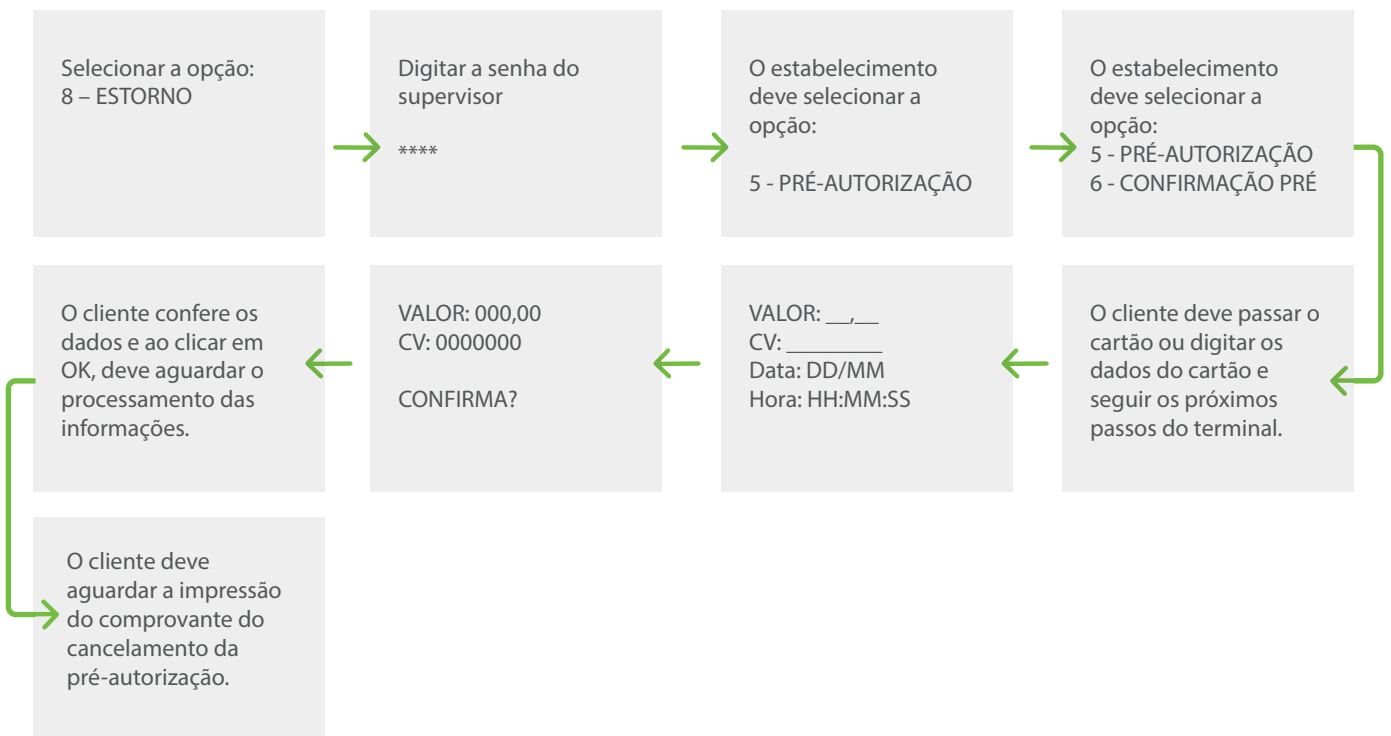 Selecionar a opção:
8 – ESTORNO
Digitar a senha do
supervisor
****
O estabelecimento
deve selecionar a
opção:
5 - PRÉ-AUTORIZAÇÃO
O estabelecimento
deve selecionar a
opção:
5 - PRÉ-AUTORIZAÇÃO
6 - CONFIRMAÇÃO PRÉ
O cliente deve passar o
cartão ou digitar os
dados do cartão e
seguir os próximos
passos do terminal.
VALOR: __,__
CV: ________
Data: DD/MM
Hora: HH:MM:SS
VALOR: 000,00
CV: 0000000
CONFIRMA?
O cliente confere os
dados e ao clicar em
OK, deve aguardar o
processamento das
informações.
O cliente deve
aguardar a impressão
do comprovante do
cancelamento da
pré-autorização.